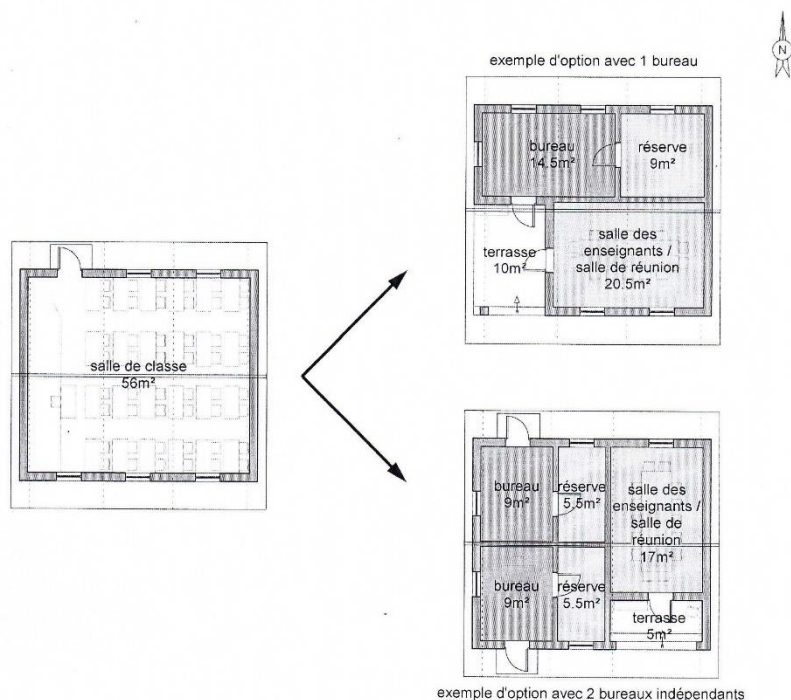 N
exemple d'option avec 1 bureau
bureau
14.5m²
réserve
9m²
terrasse
10m²
salle des
enseignants /
salle de réunion
20.5m²
salle de classe
56m²
bureau
9m²
réserve
5.5m²
salle des
enseignants /
salle de
réunion
17m²
bureau
9m²
réserve
5.5m²
terrasse
5m²
exemple d'option avec 2 bureaux indépendants